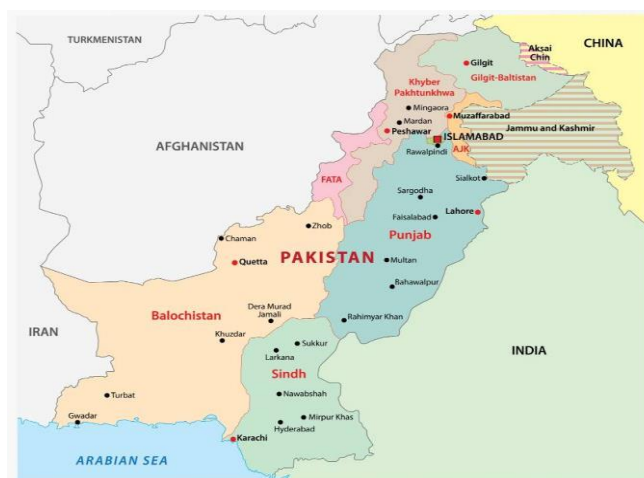 TURKMENISTAN
CHINA
Aksai
Chin
Gilgit
Gilgit-Baltistan
Khyber
Pakhtunkhwa
Mingaora
Mardan
Muzaffarabad
Peshawar
ISLAMABAD
Jammu and Kashmir
Rawalpindi
AJK
AFGHANISTAN
FATA
Sialkot
Sargodha
Lahore
Faisalabad
Zhob
Punjab
Chaman
PAKISTAN
Quetta
Multan
Bahawalpur
Dera Murad
Jamali
Rahimyar Khan
Balochistan
IRAN
Khuzdar
Sukkur
Larkana
INDIA
Sindh
Turbat
Nawabshah
Gwadar
Mirpur Khas
Hyderabad
Karachi
ARABIAN SEA